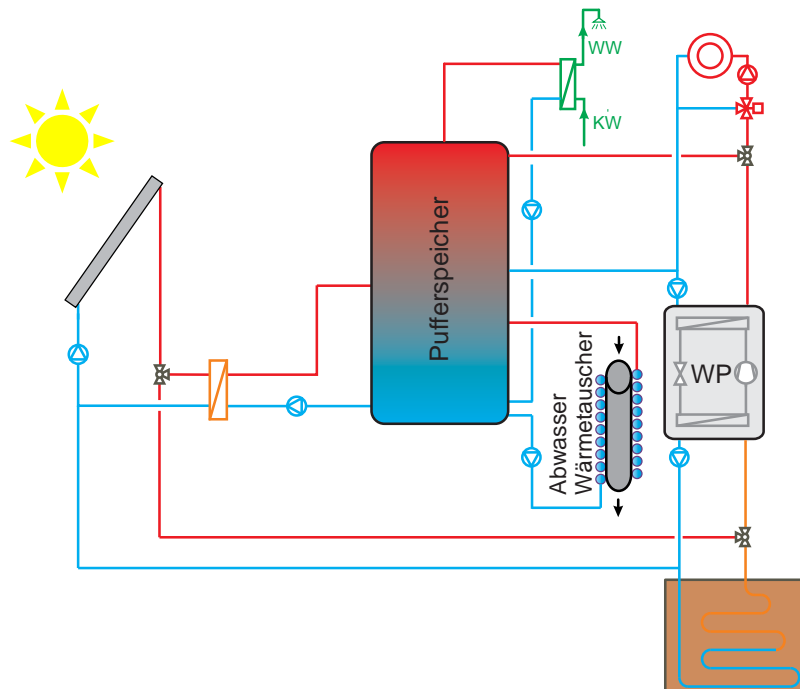 WW
KW
Pufferspeicher
WP
Abwasser
Wärmetauscher